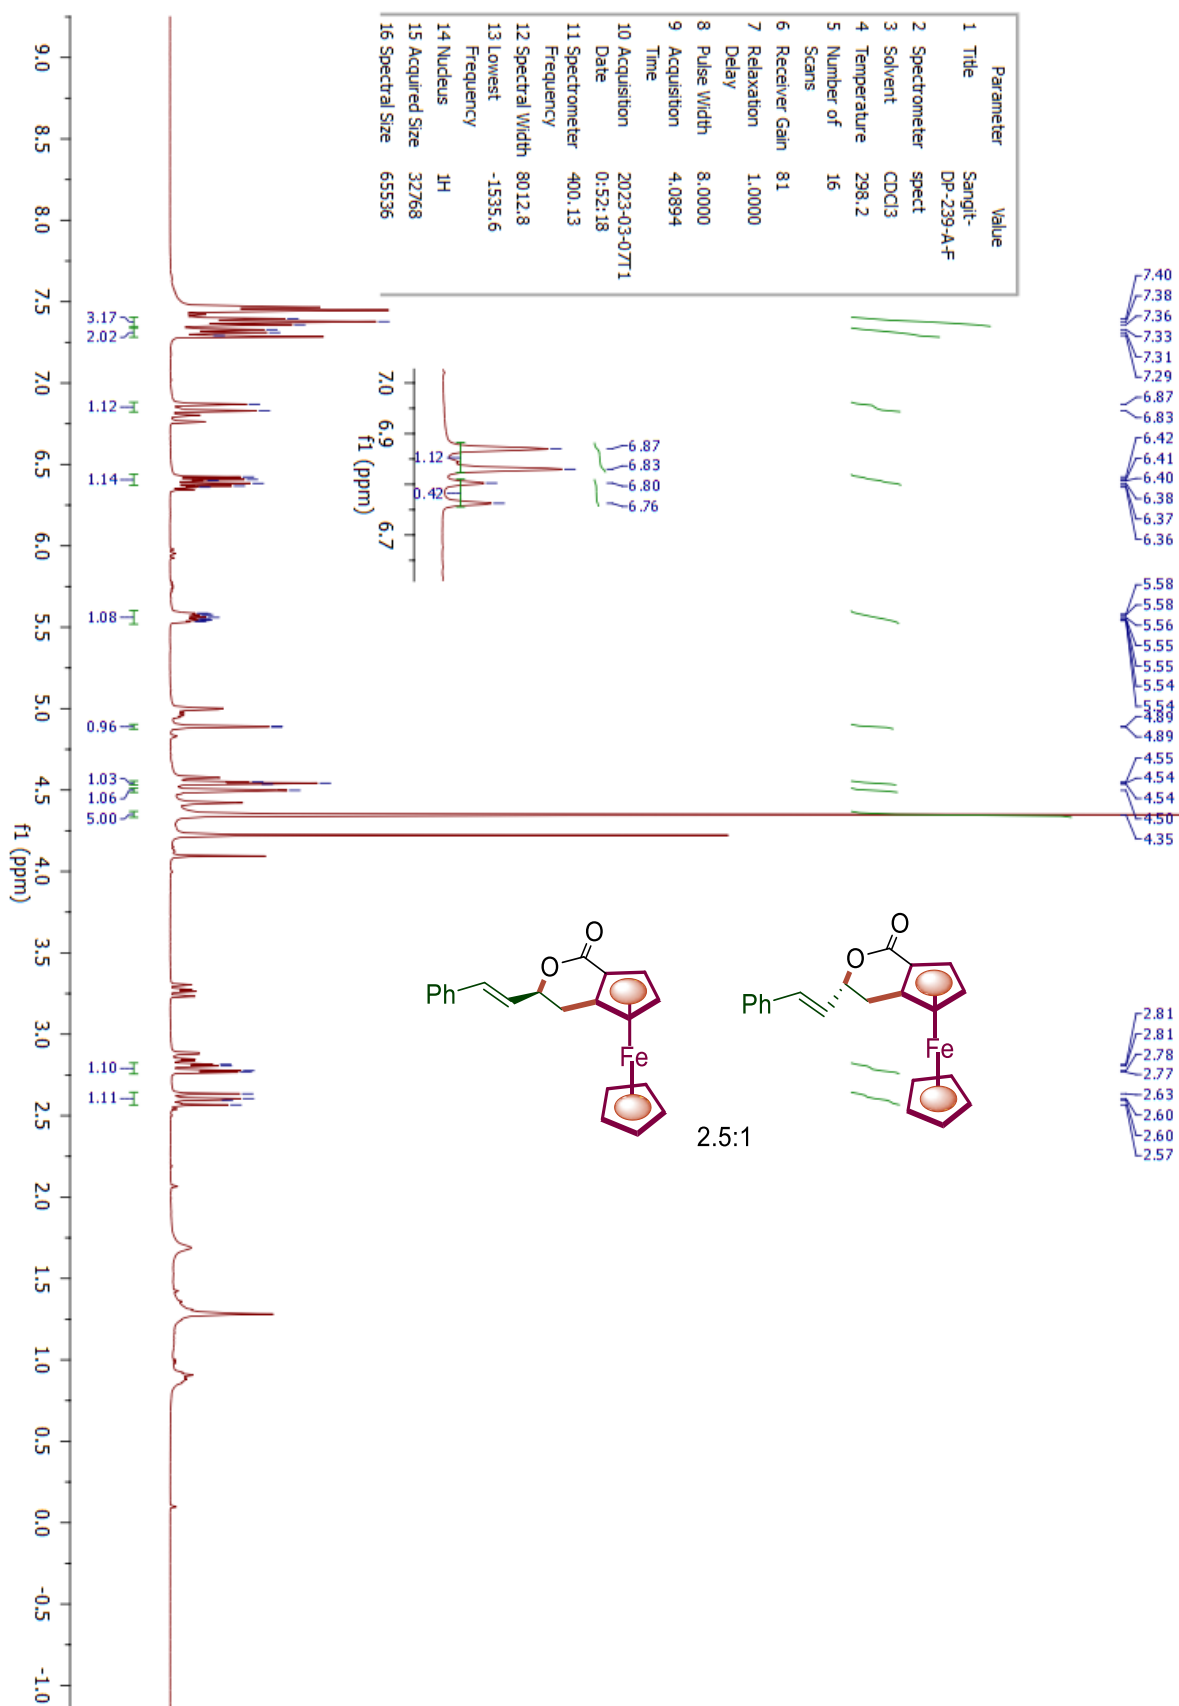 Parameter Value
1 Title Sangit-
DP-239-A-F
2 Spectrometer spect
3 Solvent CDCl3
4 Temperature 298.2
5 Number of 16
Scans
6 Receiver Gain 81
7 Relaxation 1.0000
Delay
8 Pulse Width 8.0000
9 Acquisition 4.0894
Time
10 Acquisition 2023-03-07T1
Date 0:52:18
11 Spectrometer 400.13
Frequency
12 Spectral Width 8012.8
13 Lowest -1535.6
Frequency
14 Nucleus 1H
15 Acquired Size 32768
16 Spectral Size 65536
7.40
7.38
7.36
7.33
7.31
7.29
6.87
6.83
6.42
6.41
6.40
6.38
6.37
6.36
5.58
5.58
5.56
5.55
5.55
5.54
5.54
4.89
4.89
4.55
4.54
4.54
4.50
4.35
2.81
2.81
2.78
2.77
2.63
2.60
2.60
2.57
6.87
6.83
6.80
6.76
1.12
0.42
7.0 6.9 6.7
f1 (ppm)
O
O
Ph
Fe
O
O
Ph
Fe
2.5:1
3.17
2.02
1.12
1.14
1.08
0.96
1.03
1.06
5.00
1.10
1.11
9.0 8.5 8.0 7.5 7.0 6.5 6.0 5.5 5.0 4.5 4.0 3.5 3.0 2.5 2.0 1.5 1.0 0.5 0.0 -0.5 -1.0
f1 (ppm)